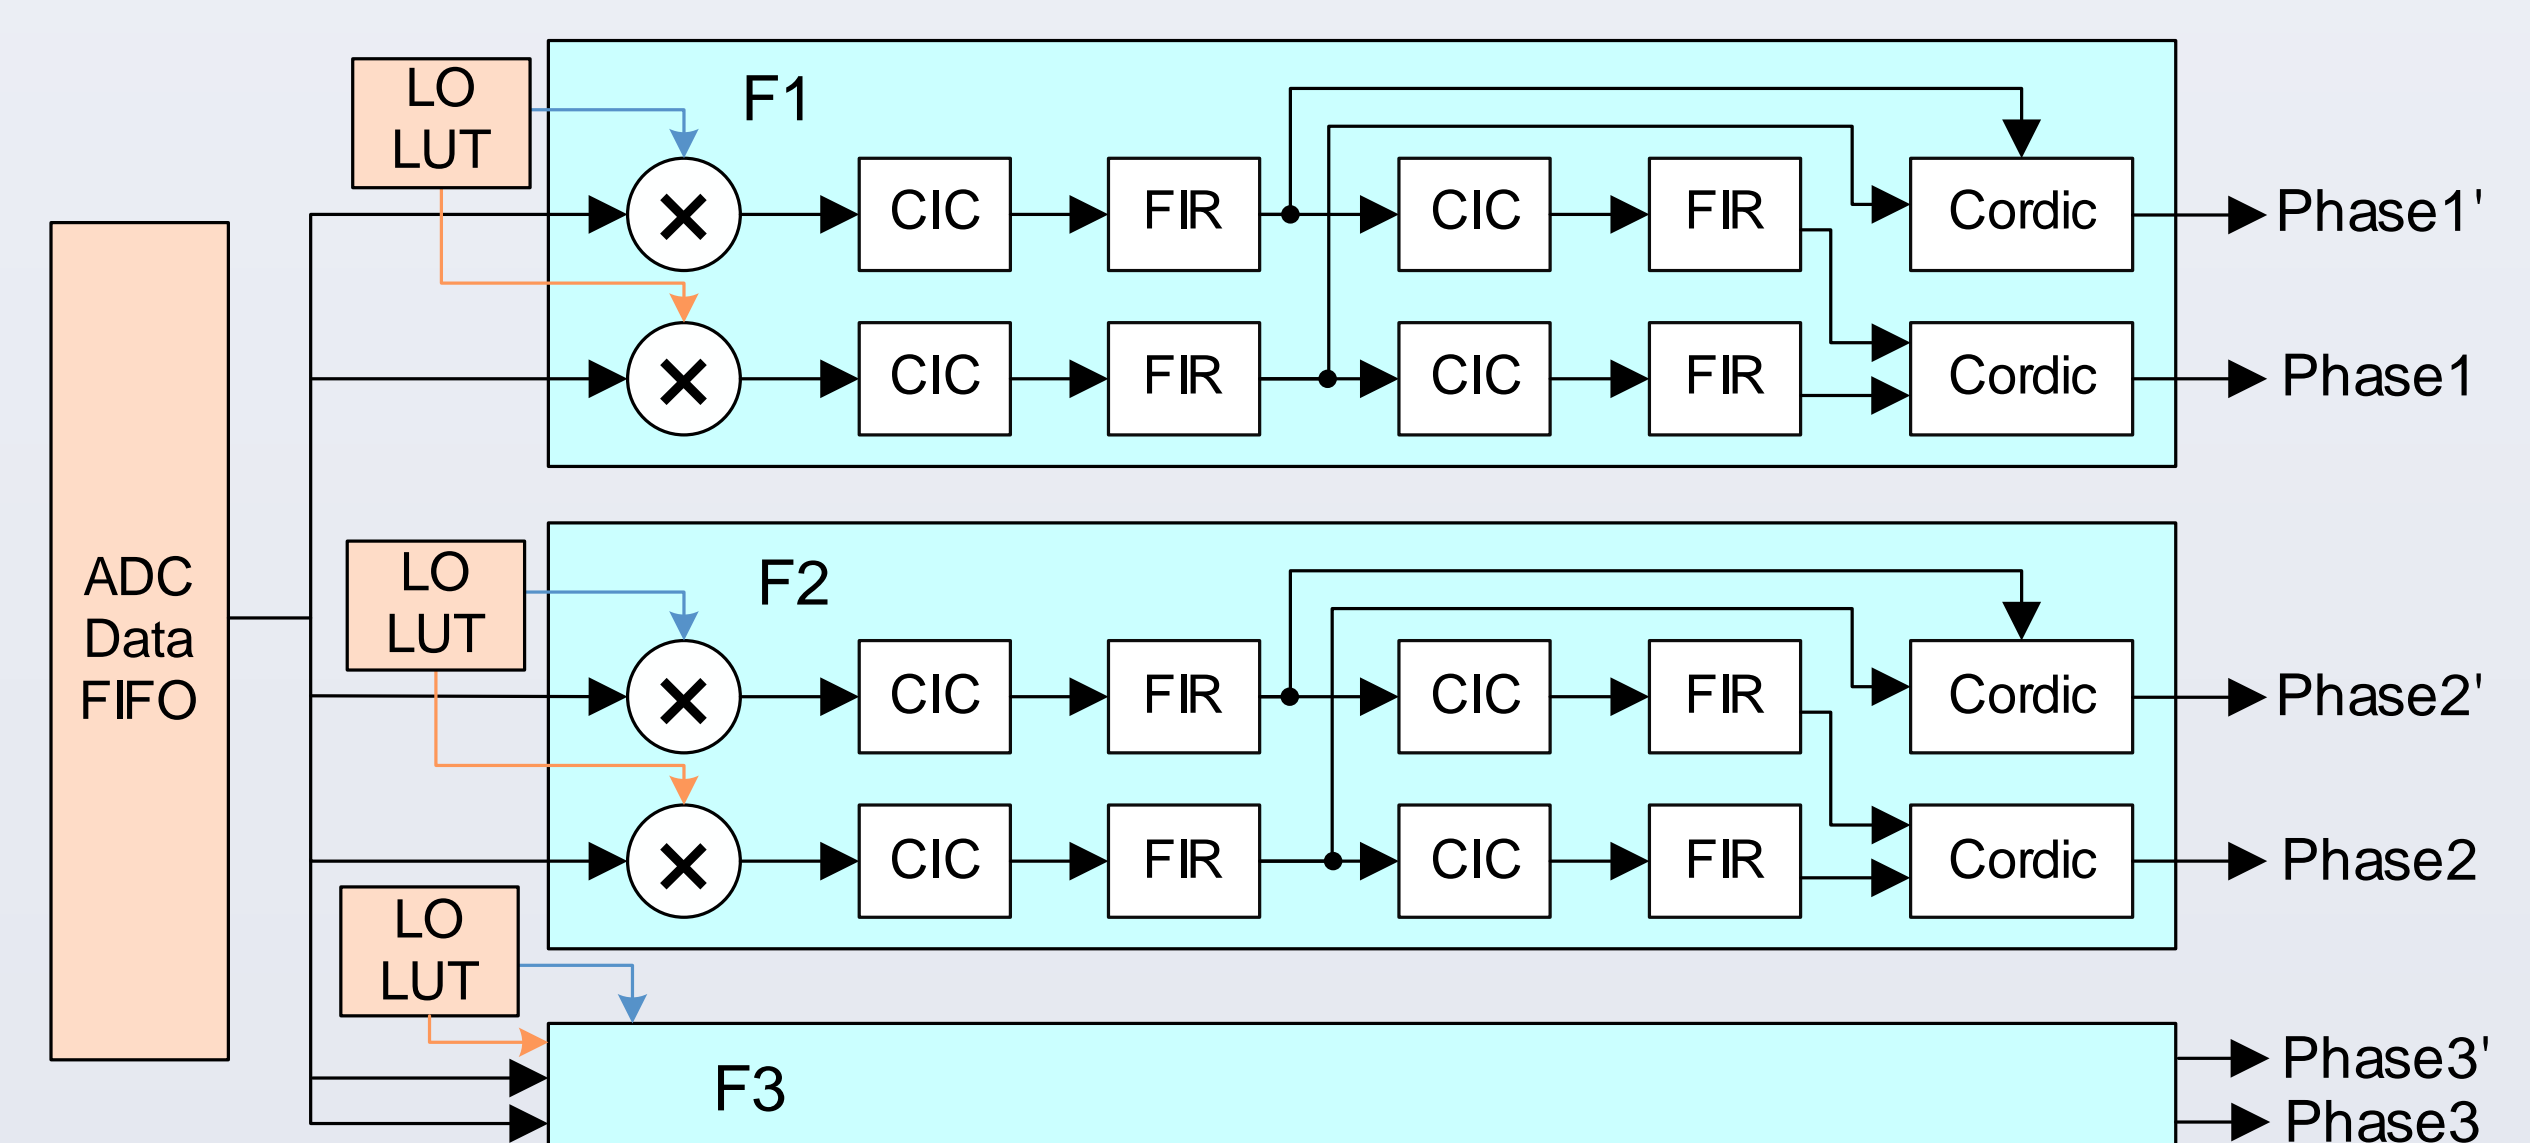 LO
LUT
F1
CIC
FIR
CIC
FIR
Cordic
Phase1'
CIC
FIR
CIC
FIR
Cordic
Phase1
ADC
Data
FIFO
LO
LUT
F2
CIC
FIR
CIC
FIR
Cordic
Phase2'
CIC
FIR
CIC
FIR
Cordic
Phase2
LO
LUT
F3
Phase3'
Phase3